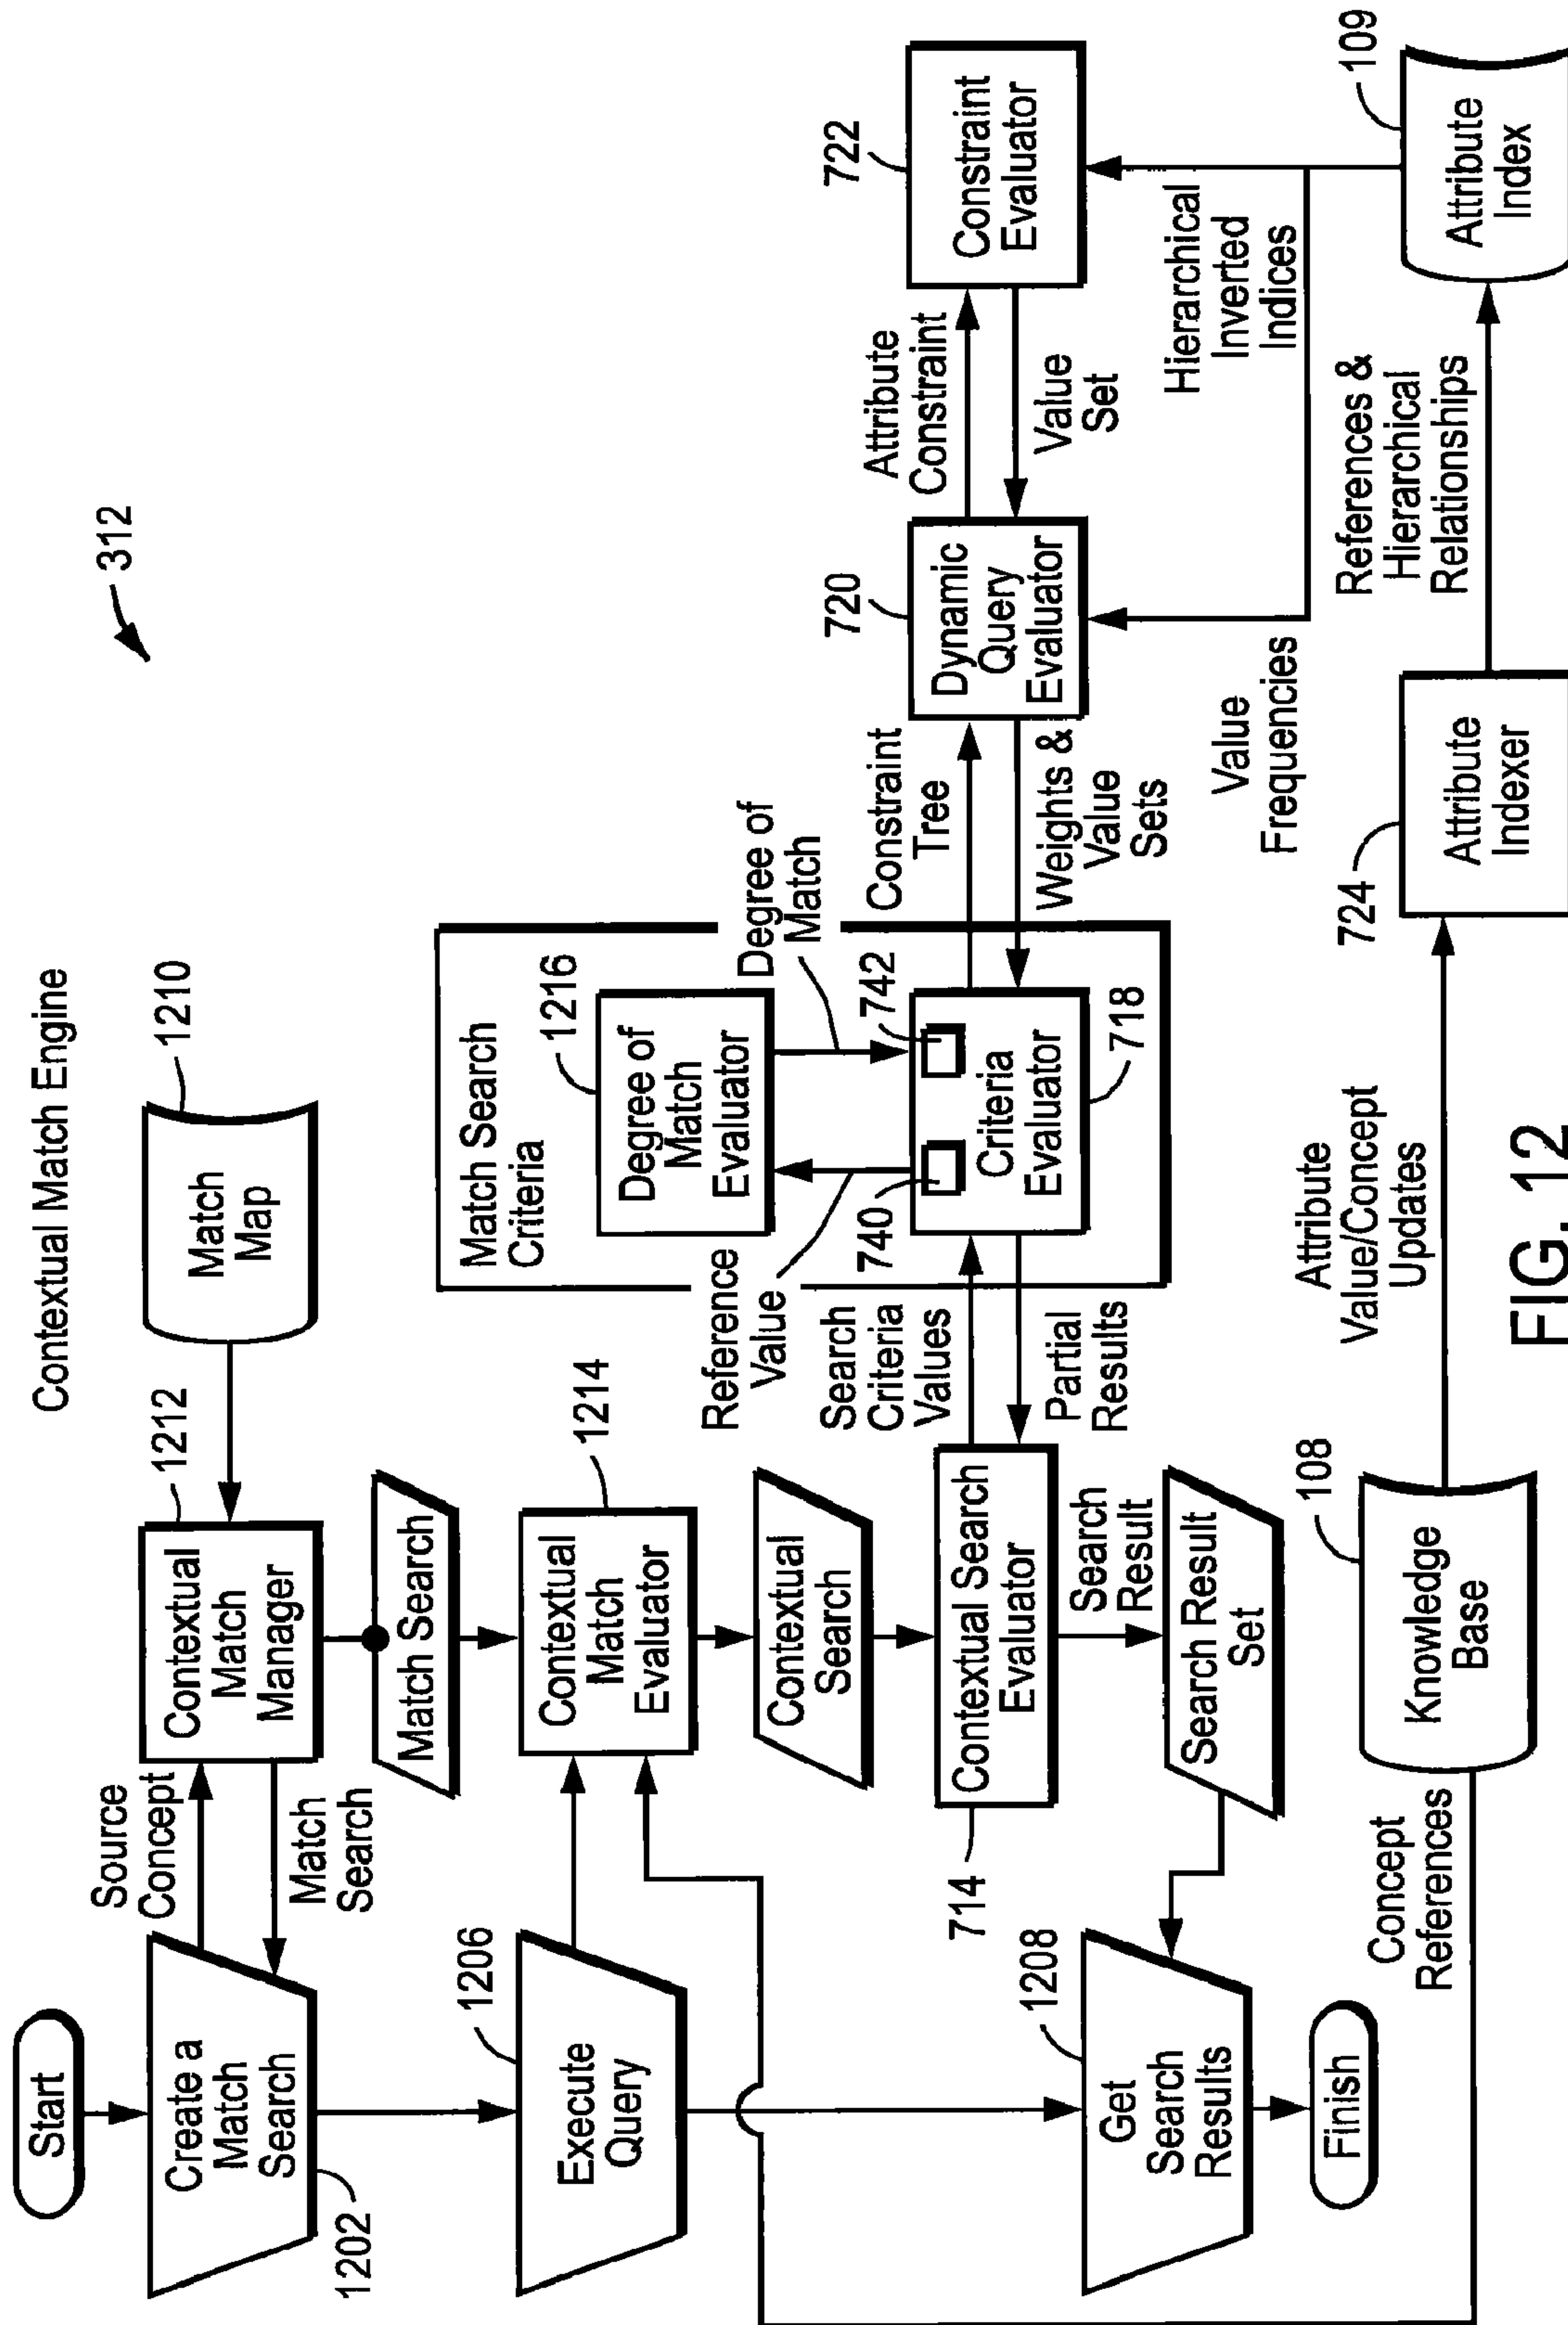 Contextual Match Engine
312
Start
Create a
Match
Search
1202
Source
Concept
Match
Search
Contextual
Match
Manager
1212
Match
Map
1210
Match Search
Execute
Query
1206
Contextual
Match
Evaluator
1214
Contextual
Search
Match Search
Criteria
Degree of
Match
Evaluator
1216
Reference
Value
Degree of
Match
740
742
Criteria
Evaluator
718
Search
Criteria
Values
Partial
Results
Contextual Search
Evaluator
714
Search
Result
Search Result
Set
Get
Search
Results
1208
Finish
Constraint
Tree
Weights &
Value
Sets
Dynamic
Query
Evaluator
720
Attribute
Constraint
Value
Set
Constraint
Evaluator
722
Hierarchical
Inverted
Indices
Value
Frequencies
Concept
References
Knowledge
Base
108
Attribute
Value/Concept
Updates
Attribute
Indexer
724
References &
Hierarchical
Relationships
Attribute
Index
109
FIG. 12